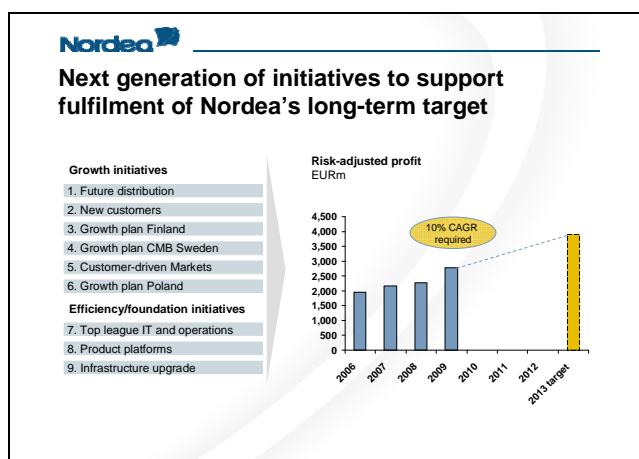 Nordea
Next generation of initiatives to support
fulfilment of Nordea's long-term target
Growth initiatives
1. Future distribution
2. New customers
3. Growth plan Finland
4. Growth plan CMB Sweden
5. Customer-driven Markets
6. Growth plan Poland
Efficiency/foundation initiatives
7. Top league IT and operations
8. Product platforms
9. Infrastructure upgrade
Risk-adjusted profit
EURm
4,500
4,000
3,500
3,000
2,500
2,000
1,500
1,000
500
0
10% CAGR
required
2006
2007
2008
2009
2010
2011
2012
2013 target